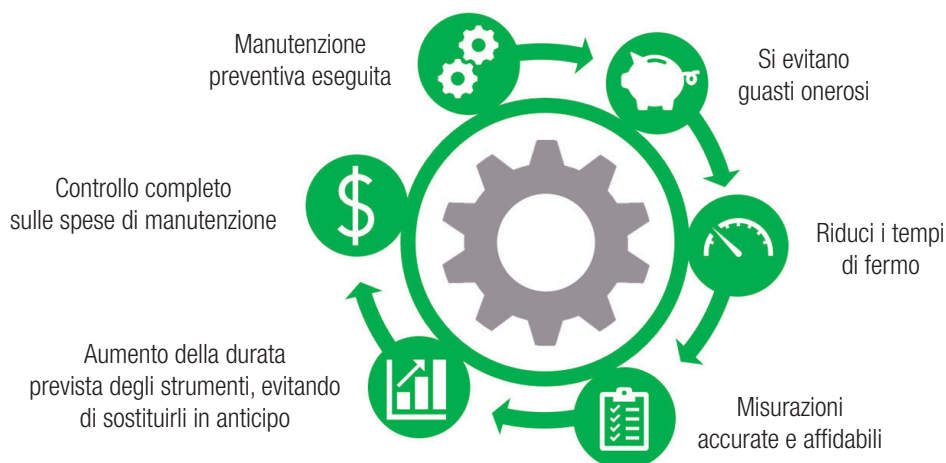 Manutenzione
preventiva eseguita
Si evitano
guasti onerosi
Riduci i tempi
di fermo
Misurazioni
accurate e affidabili
Aumento della durata
prevista degli strumenti, evitando
di sostituirli in anticipo
Controllo completo
sulle spese di manutenzione
$